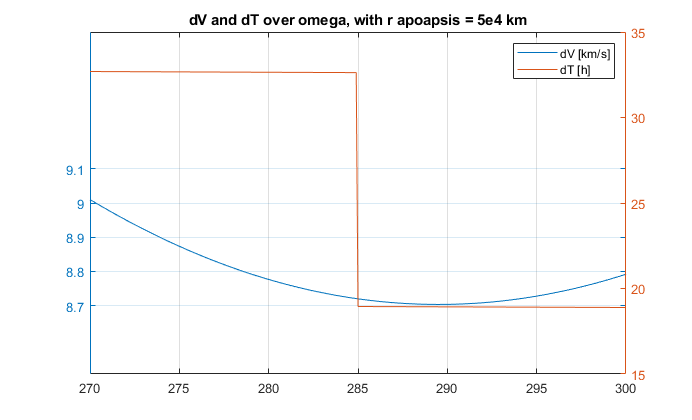 dV and dT over omega, with r apoapsis = 5e4 km
dV [km/s]
dT [h]
9.1
9
8.9
8.8
8.7
35
30
25
20
15
270 275 280 285 290 295 300